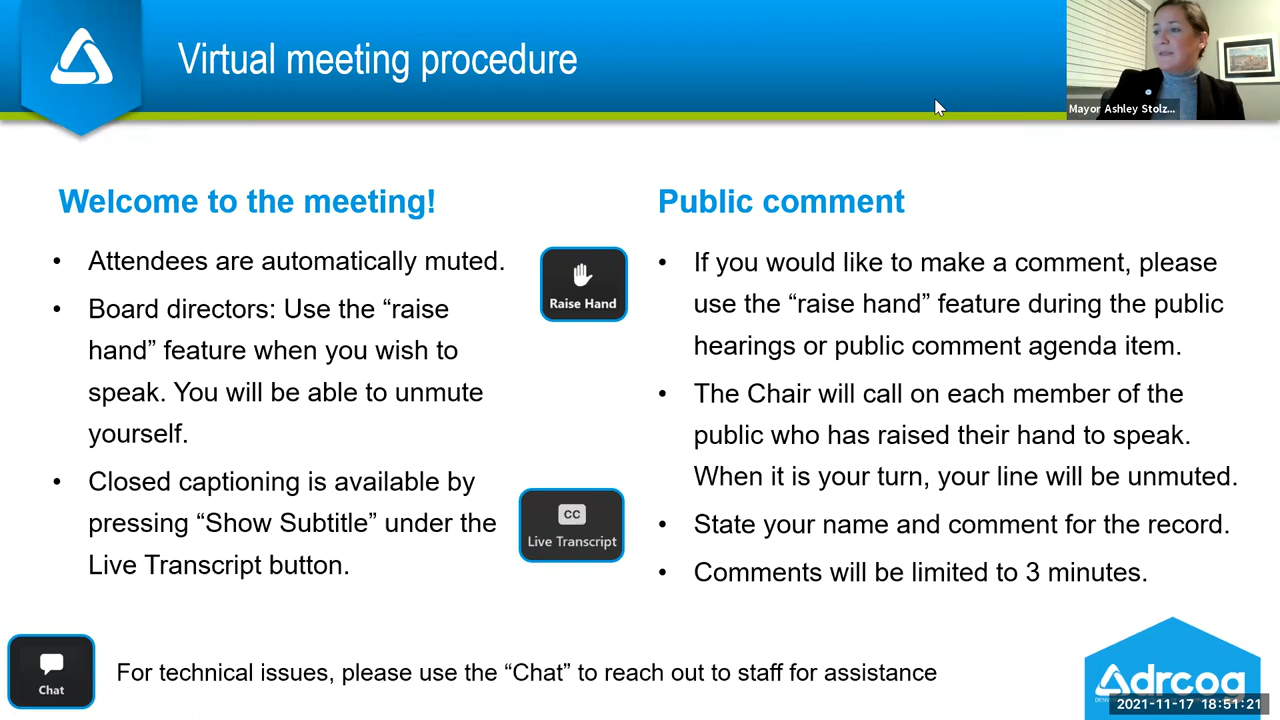 Virtual meeting procedure
Mayor Ashley Stolz...
Welcome to the meeting!
• Attendees are automatically muted.
• Board directors: Use the “raise
hand” feature when you wish to
speak. You will be able to unmute
yourself.
• Closed captioning is available by
pressing “Show Subtitle” under the
Live Transcript button.
Raise Hand
CC
Live Transcript
Public comment
• If you would like to make a comment, please
use the “raise hand” feature during the public
hearings or public comment agenda item.
• The Chair will call on each member of the
public who has raised their hand to speak.
When it is your turn, your line will be unmuted.
• State your name and comment for the record.
• Comments will be limited to 3 minutes.
Chat
For technical issues, please use the “Chat” to reach out to staff for assistance
drcog
2021-11-17 18:51:21